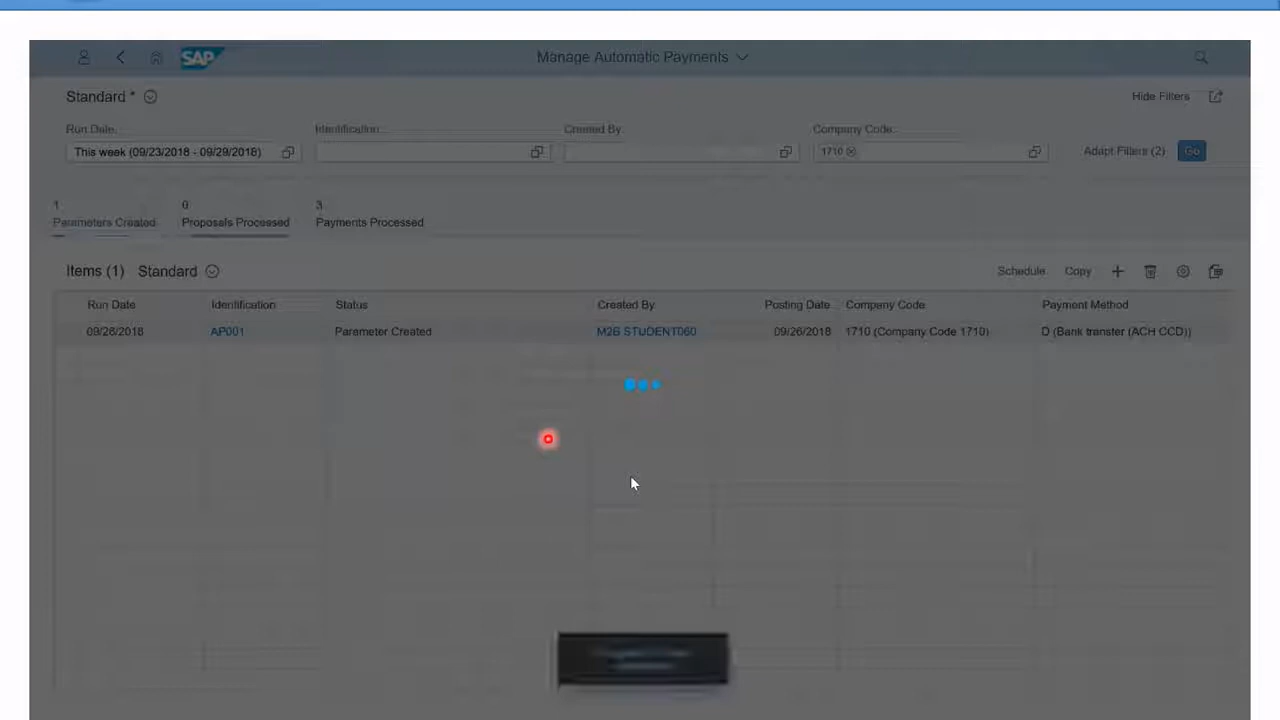 SAP
Manage Automatic Payments
Standard *
Hide Filters
Run Date: Identification: Created By: Company Code:
This week (09/23/2018 - 09/29/2018) 1710 Adapt Filters (2) Go
1 0 3
Parameters Created Proposals Processed Payments Processed
Items (1) Standard Schedule Copy
Run Date Identification Status Created By Posting Date Company Code Payment Method
09/26/2018 AP001 Parameter Created M26 STUDENT060 09/26/2018 1710 (Company Code 1710) D (Bank transfer (ACH CCD))